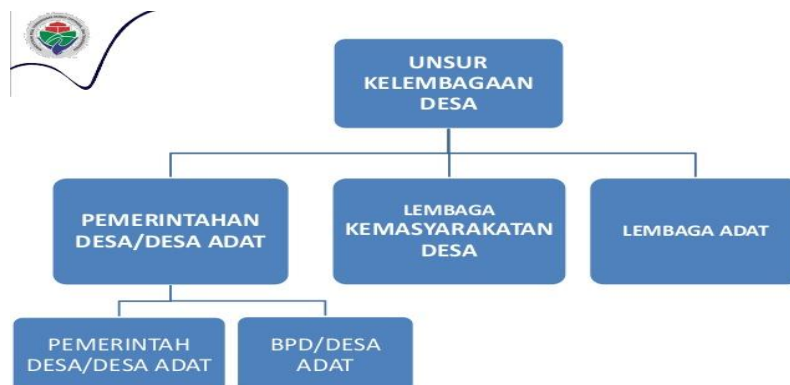 UNSUR
KELEMBAGAAN
DESA
PEMERINTAHAN
DESA/DESA ADAT
LEMBAGA
KEMASYARAKATAN
DESA
LEMBAGA ADAT
PEMERINTAH
DESA/DESA ADAT
BPD/DESA
ADAT